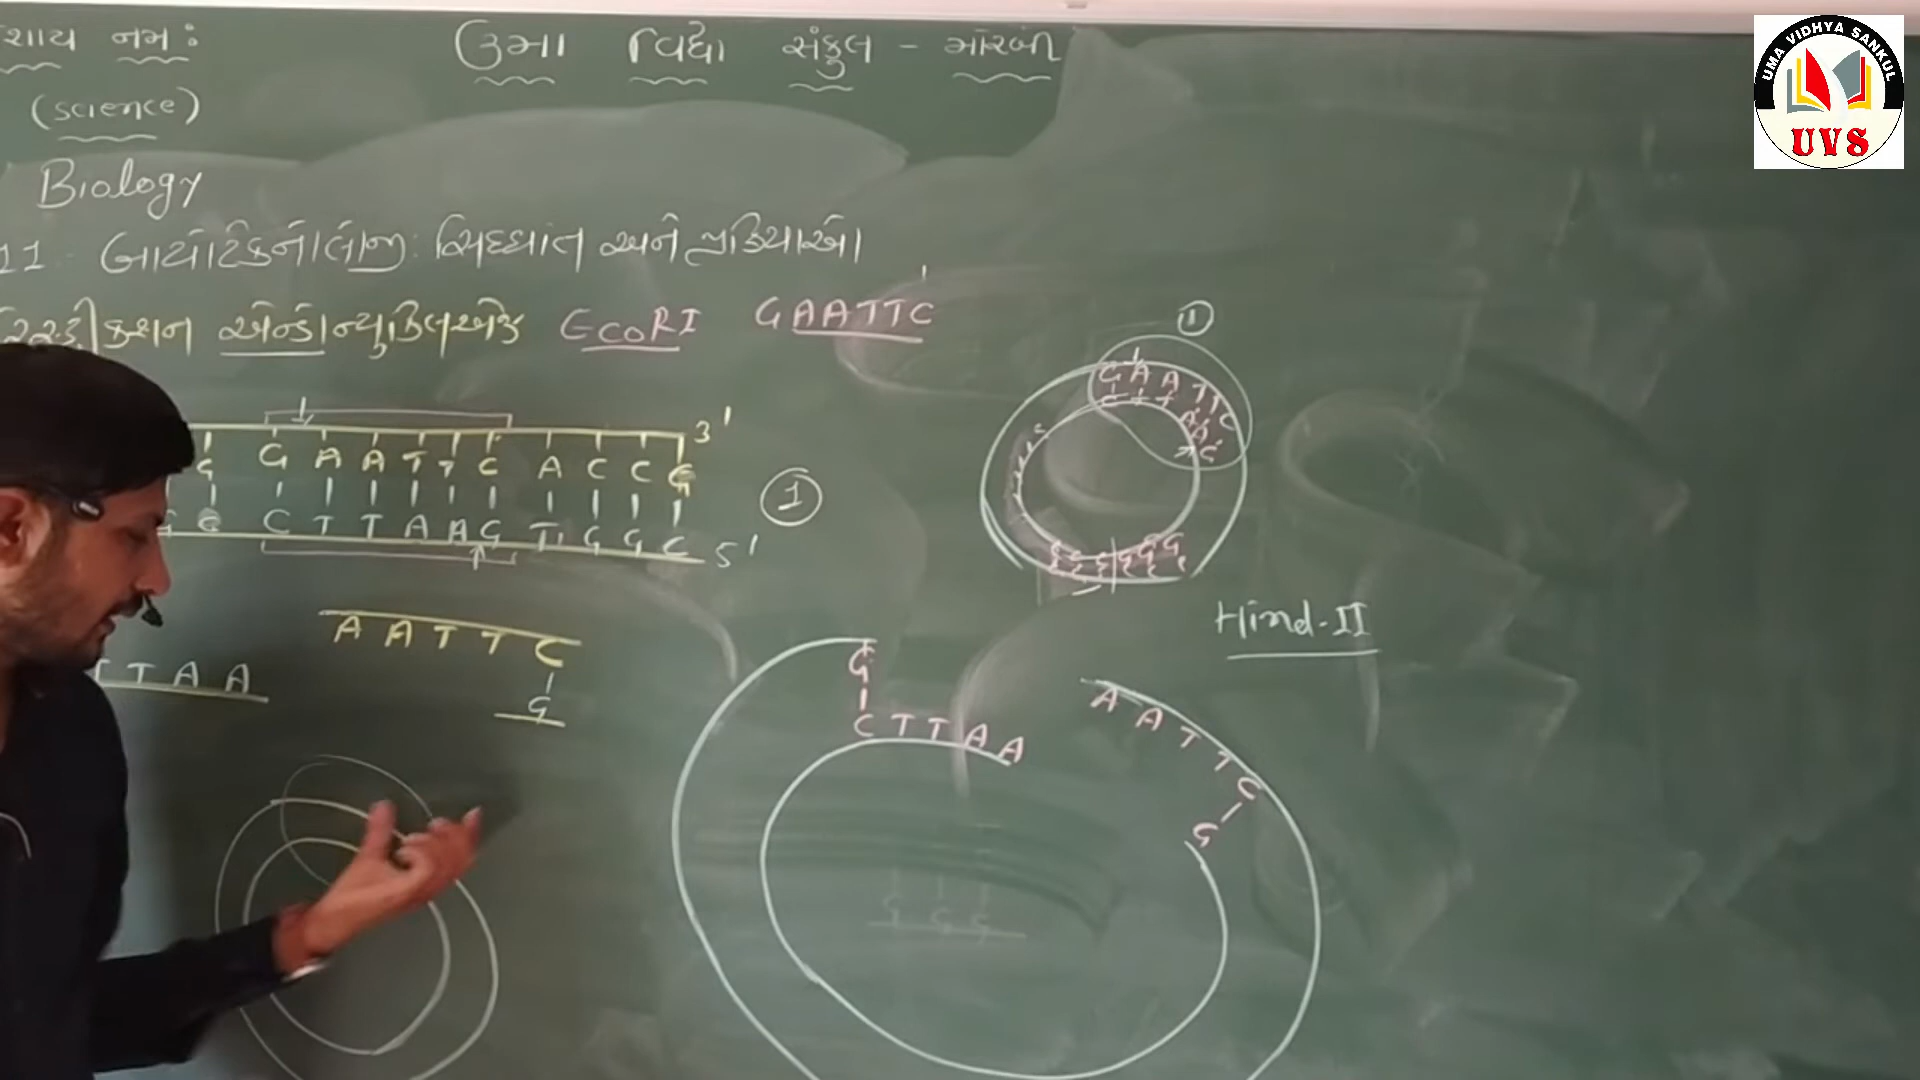 શાય નમઃ
ઉમા વિદ્યા સંકુલ - મોરબી
UMA VIDHYA SANKUL
UVS
(science)
Biology
11 - બાયોટેકનોલોજી: સિદ્ધાંત અને પ્રક્રિયાઓ
રિસ્ટ્રીક્શન એન્ડોન્યુક્લિએઝ EcoRI GAATTC
1
G A A T T C
3'
G G A A T T C A C C G
1
G C T T A A G T G G C
5'
A A T T C
G
T T A A
Hind-II
G
C T T A A
A A T T C
G